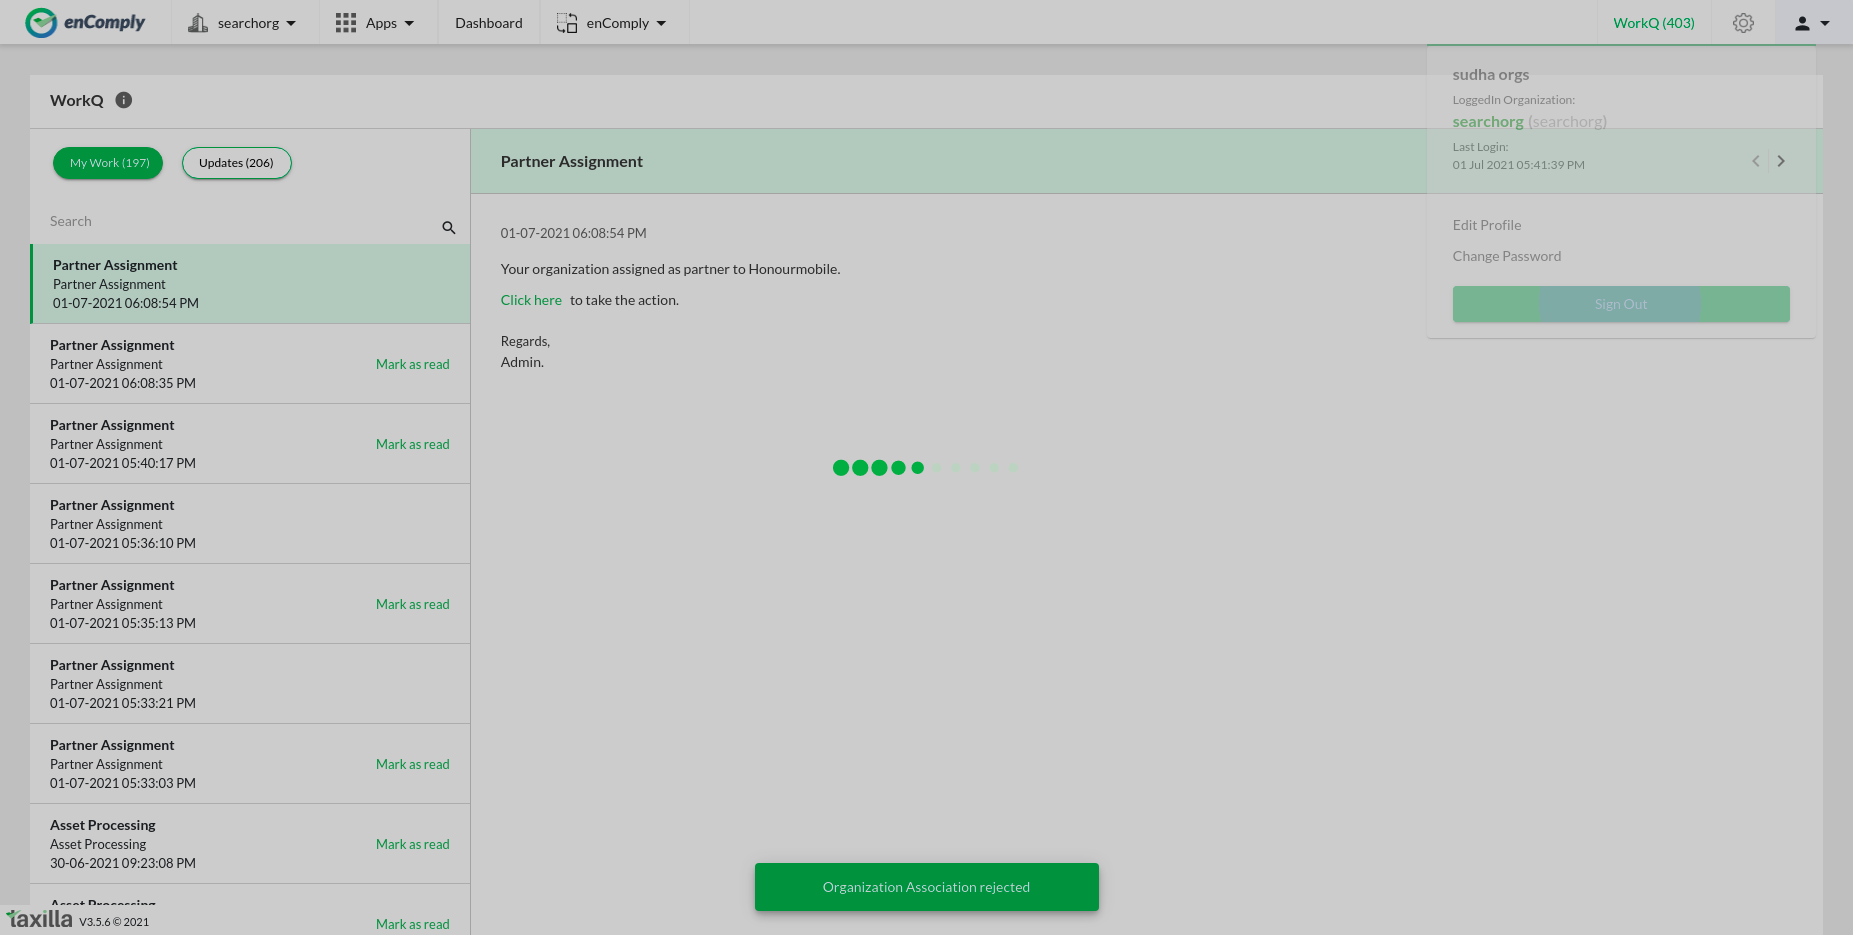 enComply
searchorg
Apps
Dashboard
enComply
WorkQ (403)
sudha orgs
LoggedIn Organization:
searchorg (searchorg)
Last Login:
01 Jul 2021 05:41:39 PM
Edit Profile
Change Password
Sign Out
WorkQ
My Work (197)
Updates (206)
Search
Partner Assignment
Partner Assignment
01-07-2021 06:08:54 PM
Partner Assignment
Partner Assignment
Mark as read
01-07-2021 06:08:35 PM
Partner Assignment
Partner Assignment
Mark as read
01-07-2021 05:40:17 PM
Partner Assignment
Partner Assignment
01-07-2021 05:36:10 PM
Partner Assignment
Partner Assignment
Mark as read
01-07-2021 05:35:13 PM
Partner Assignment
Partner Assignment
01-07-2021 05:33:21 PM
Partner Assignment
Partner Assignment
Mark as read
01-07-2021 05:33:03 PM
Asset Processing
Asset Processing
Mark as read
30-06-2021 09:23:08 PM
Asset Processing
Mark as read
Partner Assignment
01-07-2021 06:08:54 PM
Your organization assigned as partner to Honourmobile.
Click here to take the action.
Regards,
Admin.
Organization Association rejected
taxilla V3.5.6 © 2021